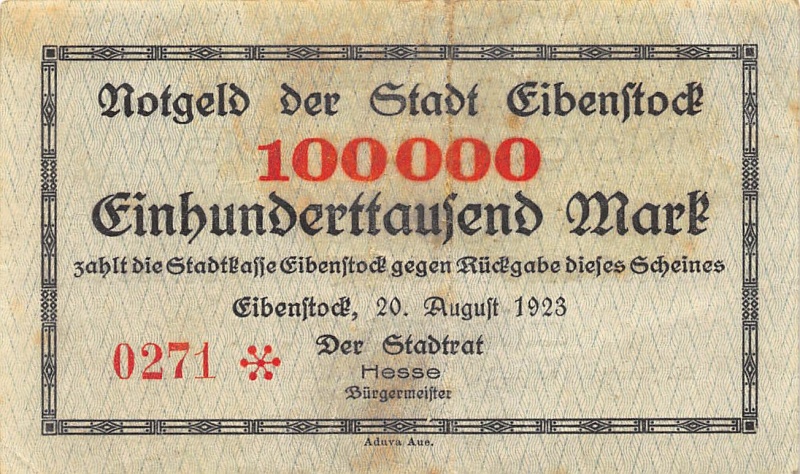 Notgeld der Stadt Eibenstock
100000
Einhunderttausend Mark
zahlt die Stadtkasse Eibenstock gegen Rückgabe dieses Scheines
Eibenstock, 20. August 1923
Der Stadtrat
0271
Hesse
Bürgermeister
Aduva Aue.